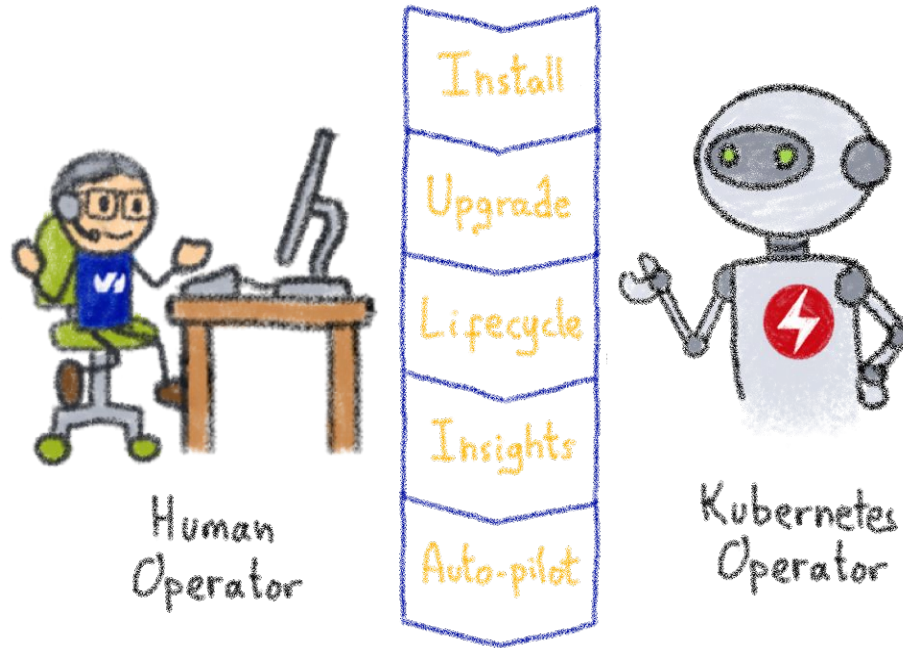 Install
Upgrade
Lifecycle
Insights
Auto-pilot
Human
Operator
Kubernetes
Operator